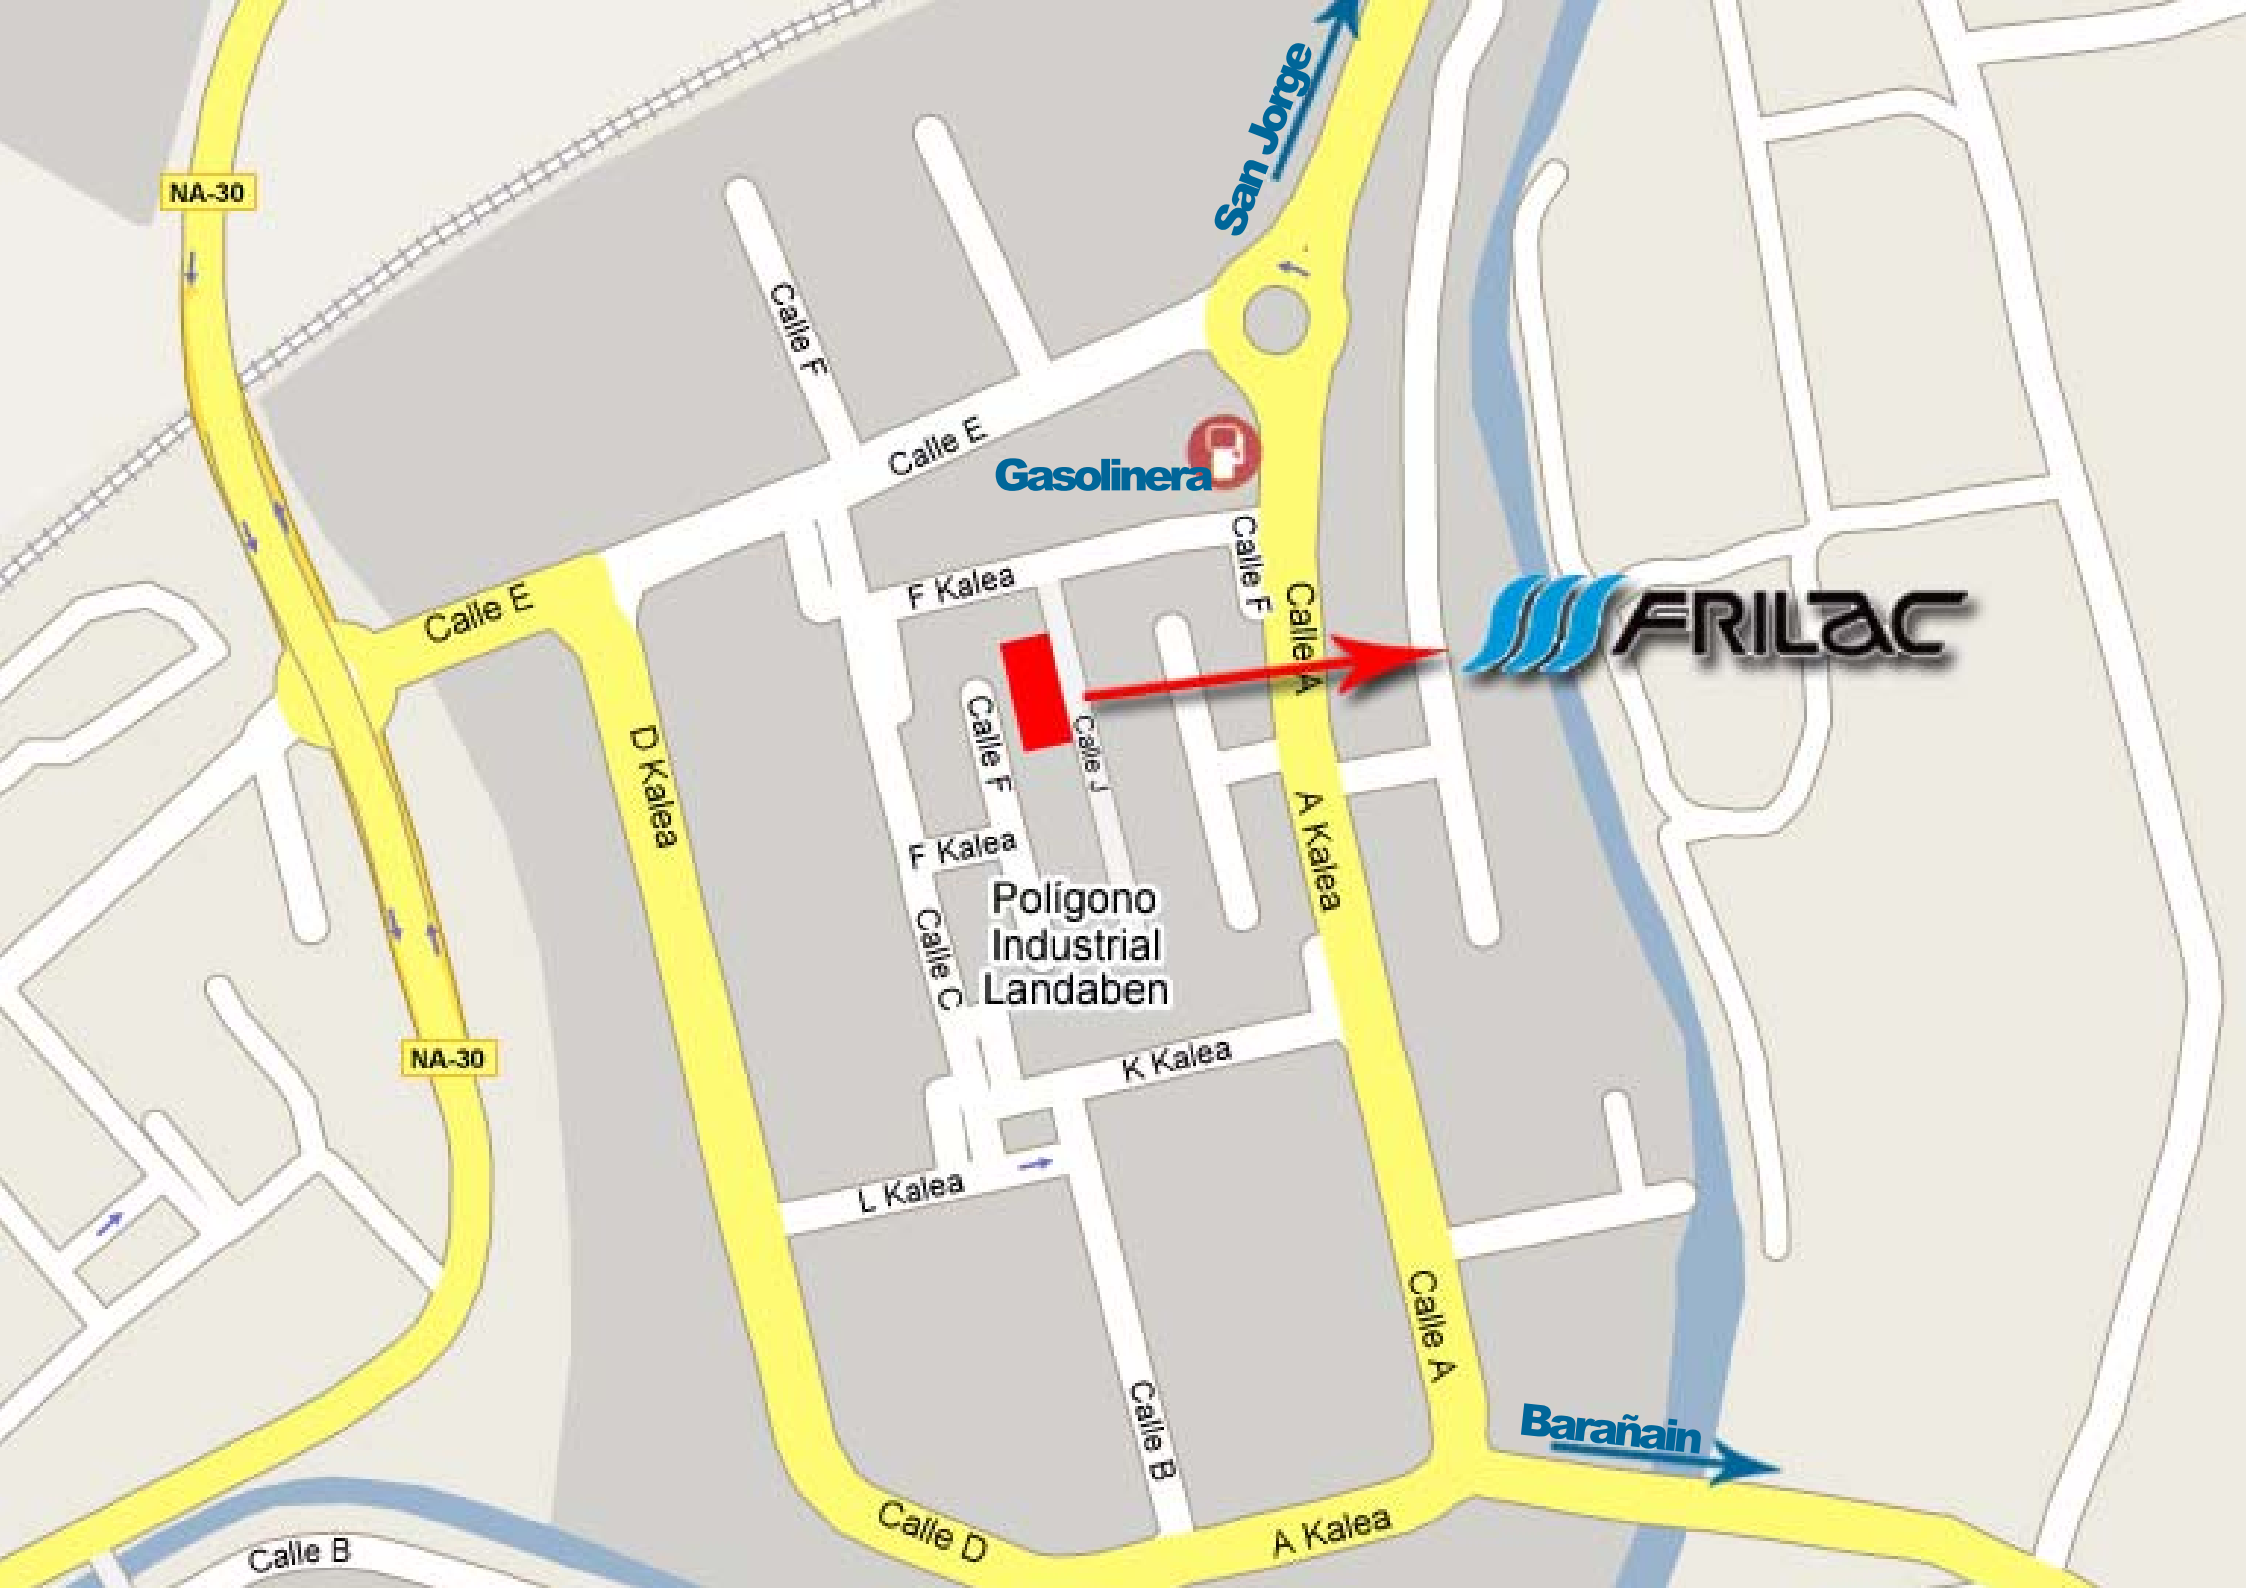 San Jorge
NA-30
Calle F
Calle E
Gasolinera
Calle F
F Kalea
Calle E
Calle A
FRILAC
Calle F
Calle J
D Kalea
A Kalea
F Kalea
Polígono
Industrial
Landaben
Calle C
NA-30
K Kalea
L Kalea
Calle A
Calle B
Barañain
Calle D
A Kalea
Calle B